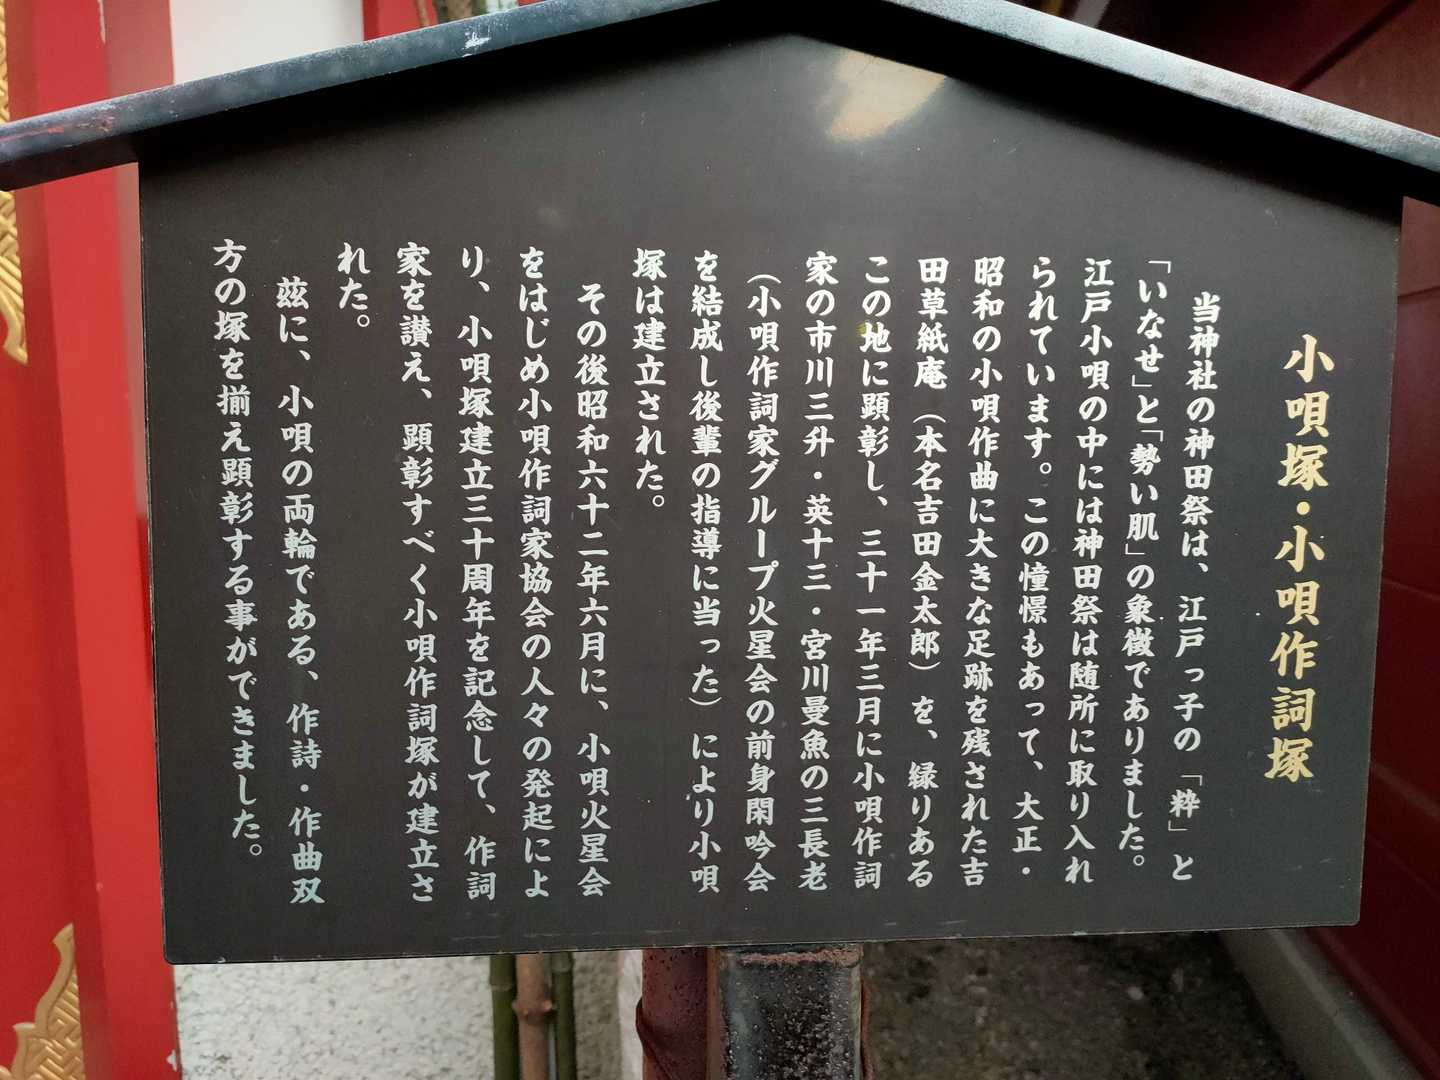 小唄塚・小唄作詞塚
当神社の神田祭は、江戸っ子の「粋」と
「いなせ」と「勢い肌」の象徴でありました。
江戸小唄の中には神田祭は随所に取り入れ
られています。この憧憬もあって、大正・
昭和の小唄作曲に大きな足跡を残された吉
田草紙庵（本名吉田金太郎）を、縁りある
この地に顕彰し、三十一年三月に小唄作詞
家の市川三升・英十三・宮川曼魚の三長老
（小唄作詞家グループ火星会の前身閑吟会
を結成し後輩の指導に当った）により小唄
塚は建立された。
その後昭和六十二年六月に、小唄火星会
をはじめ小唄作詞家協会の人々の発起によ
り、小唄塚建立三十周年を記念して、作詞
家を讃え、顕彰すべく小唄作詞塚が建立さ
れた。
玆に、小唄の両輪である、作詩・作曲双
方の塚を揃え顕彰する事ができました。